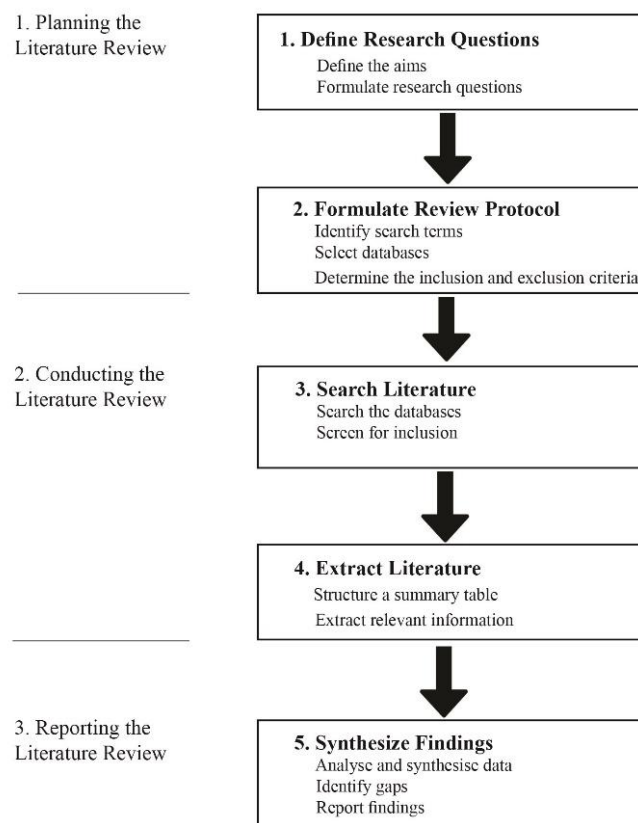 1. Planning the
Literature Review
1. Define Research Questions
Define the aims
Formulate research questions
2. Formulate Review Protocol
Identify search terms
Select databases
Determine the inclusion and exclusion criteria
2. Conducting the
Literature Review
3. Search Literature
Search the databases
Screen for inclusion
4. Extract Literature
Structure a summary table
Extract relevant information
3. Reporting the
Literature Review
5. Synthesize Findings
Analyse and synthesise data
Identify gaps
Report findings